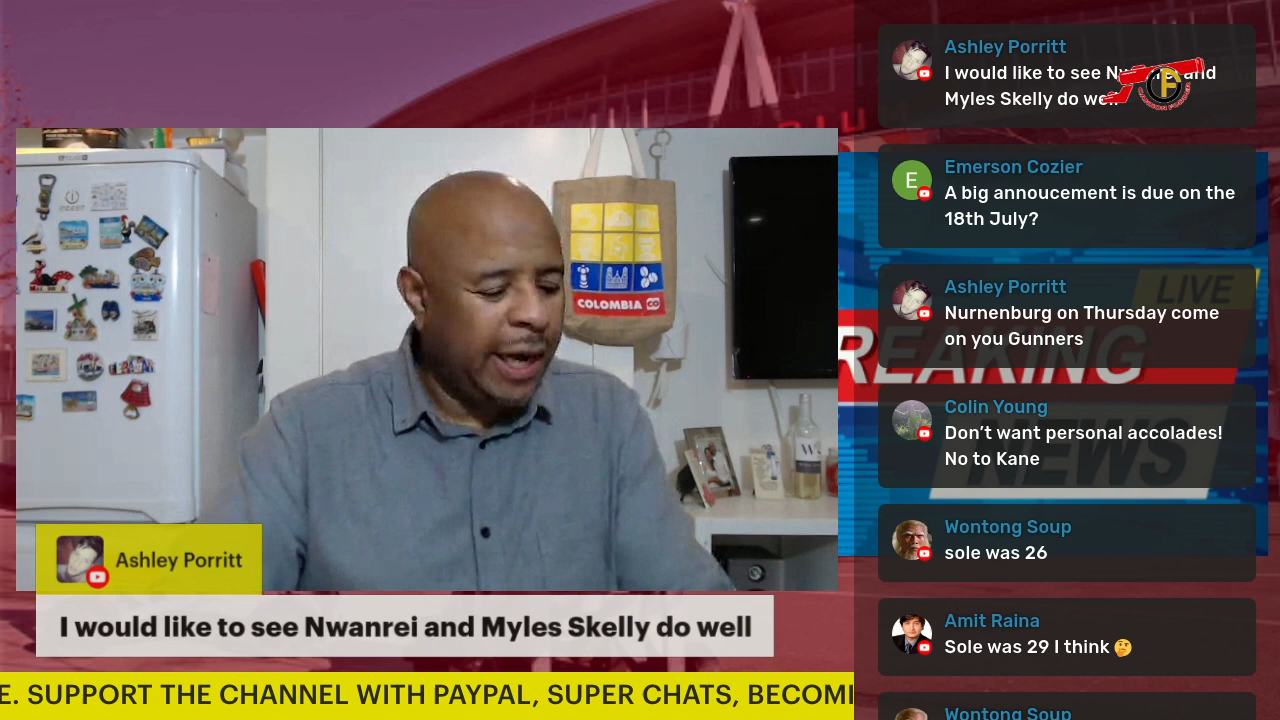 COLOMBIA CO
Ashley Porritt
I would like to see Nwanrei and Myles Skelly do well
E. SUPPORT THE CHANNEL WITH PAYPAL, SUPER CHATS, BECOM
Ashley Porritt
I would like to see and
Myles Skelly do well
E
Emerson Cozier
A big annoucement is due on the
18th July?
Ashley Porritt
Nurnenburg on Thursday come
on you Gunners
LIVE
REAKING
NEWS
Colin Young
Don’t want personal accolades!
No to Kane
Wontong Soup
sole was 26
Amit Raina
Sole was 29 I think 🤔
Wontong Soup